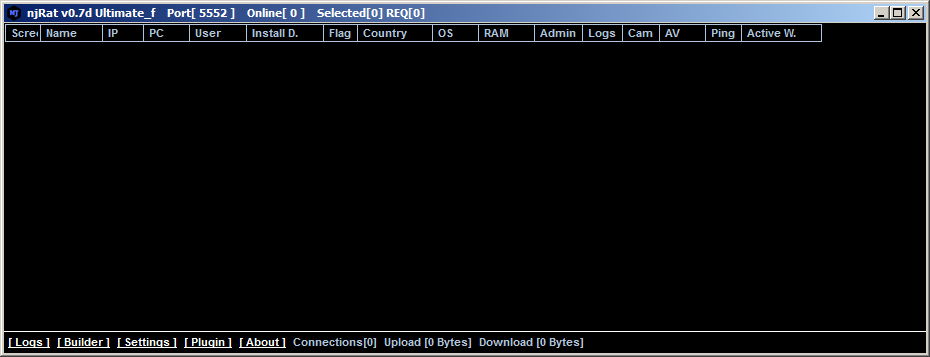 njRat v0.7d Ultimate_f Port[ 5552 ] Online[ 0 ] Selected[0] REQ[0]
Scree Name IP PC User Install D. Flag Country OS RAM Admin Logs Cam AV Ping Active W.
[ Logs ] [ Builder ] [ Settings ] [ Plugin ] [ About ] Connections[0] Upload [0 Bytes] Download [0 Bytes]